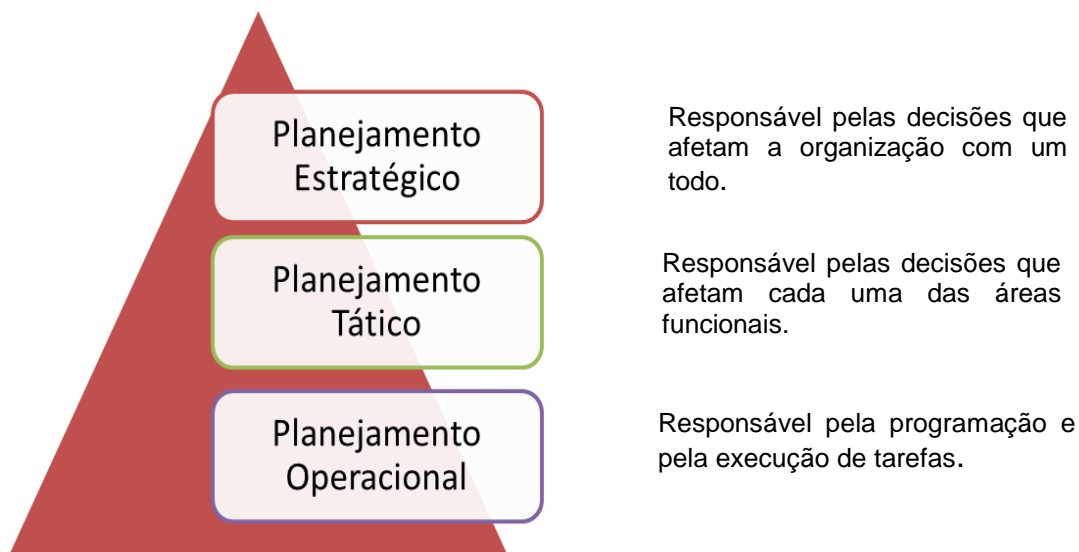 Planejamento
Estratégico
Responsável pelas decisões que
afetam a organização com um
todo.
Planejamento
Tático
Responsável pelas decisões que
afetam cada uma das áreas
funcionais.
Planejamento
Operacional
Responsável pela programação e
pela execução de tarefas.